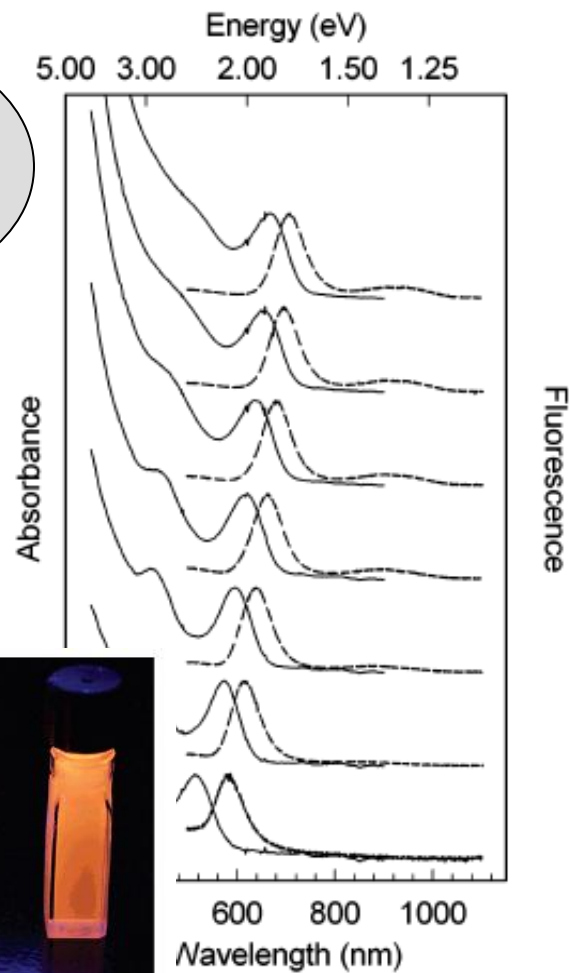 Energy (eV)
5.00 3.00 2.00 1.50 1.25
Absorbance
Fluorescence
600 800 1000
Wavelength (nm)